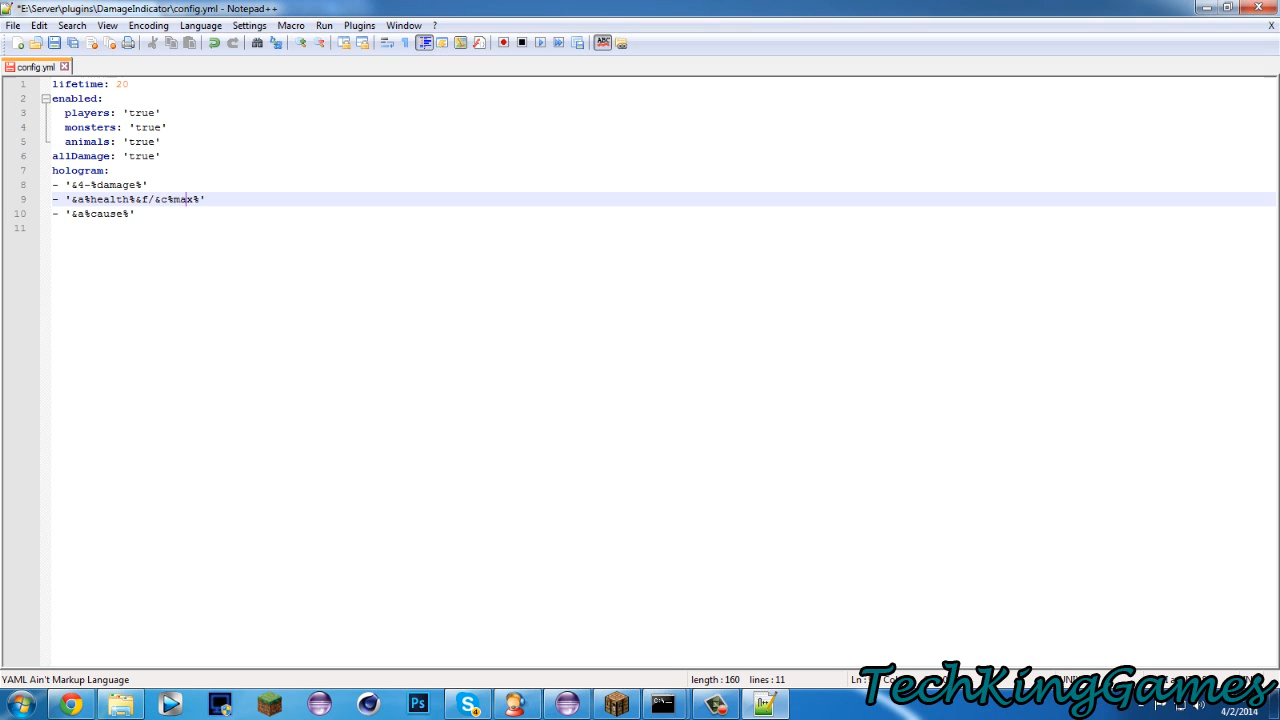 *E:\Server\plugins\DamageIndicator\config.yml - Notepad++
File Edit Search View Encoding Language Settings Macro Run Plugins Window ?
X
config.yml
1 lifetime: 20
2 enabled:
3 players: 'true'
4 monsters: 'true'
5 animals: 'true'
6 allDamage: 'true'
7 hologram:
8 - '&4-%damage%'
9 - '&a%health%&f/&c%max%'
10 - '&a%cause%'
11
YAML Ain't Markup Language length : 160 lines : 11
TechKingGames
4/2/2014